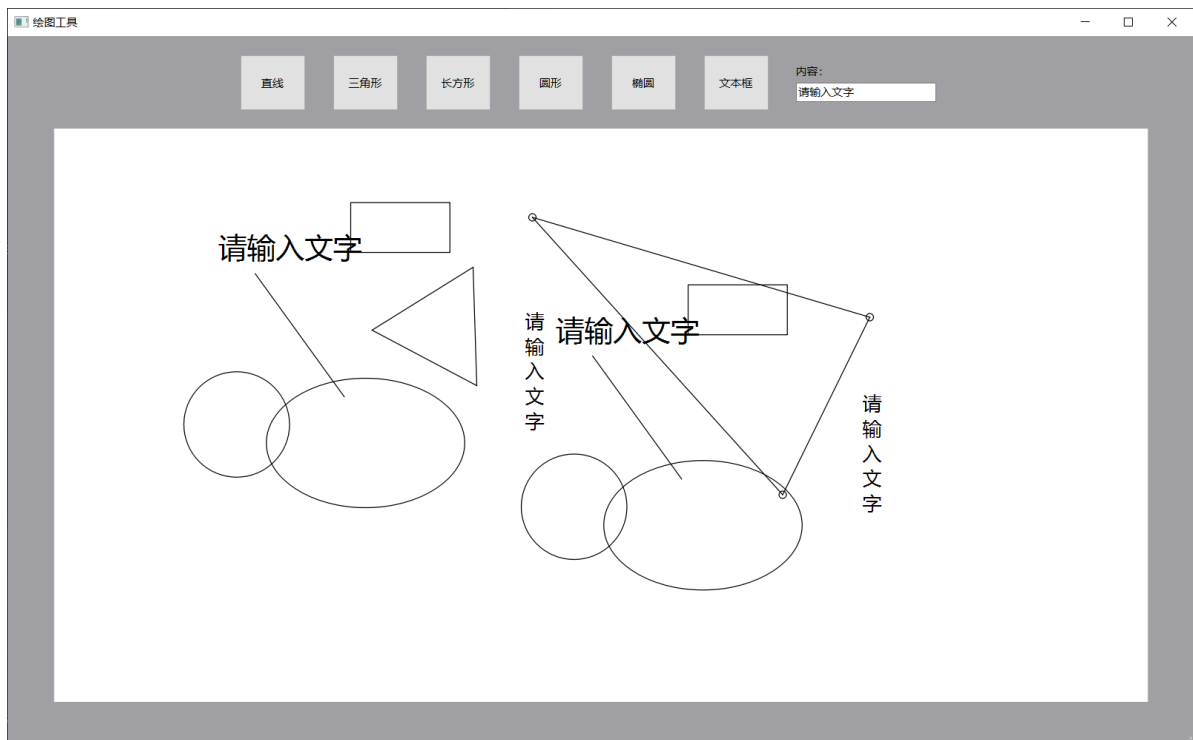 绘图工具
直线
三角形
长方形
圆形
椭圆
文本框
内容：
请输入文字
请输入文字
请输入文字
请输入文字
请输入文字